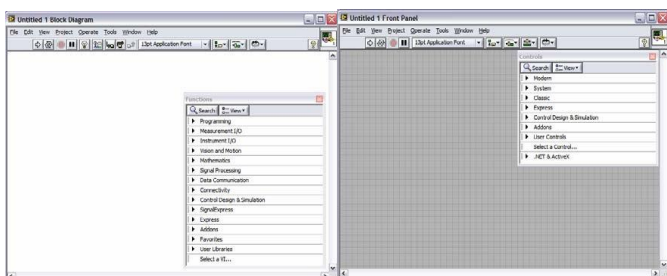 Untitled 1 Block Diagram
File Edit View Project Operate Tools Window Help
13pt Application Font
Functions
Search View
Programming
Measurement I/O
Instrument I/O
Vision and Motion
Mathematics
Signal Processing
Data Communication
Connectivity
Control Design & Simulation
SignalExpress
Express
Addons
Favorites
User Libraries
Select a VI...
Untitled 1 Front Panel
File Edit View Project Operate Tools Window Help
13pt Application Font
Controls
Search View
Modern
System
Classic
Express
Control Design & Simulation
Addons
User Controls
Select a Control...
.NET & ActiveX